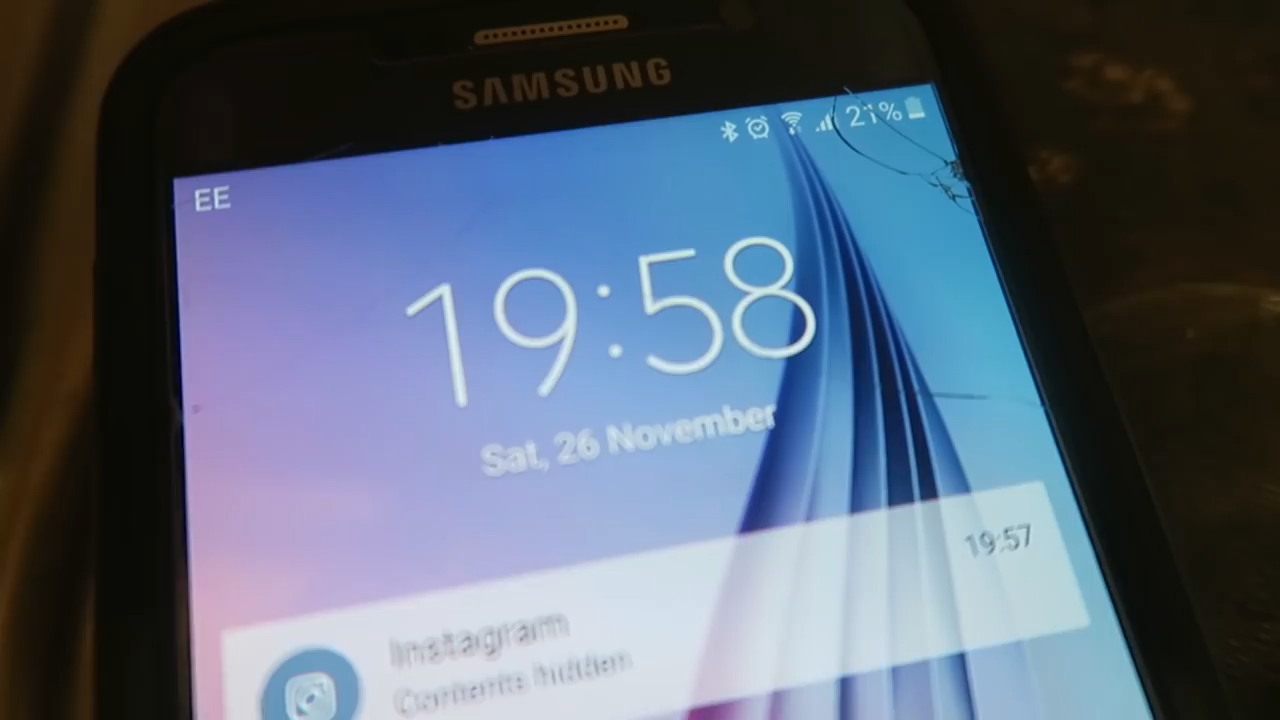 SAMSUNG
21%
EE
19:58
Sat, 26 November
19:57
Instagram
Contents hidden